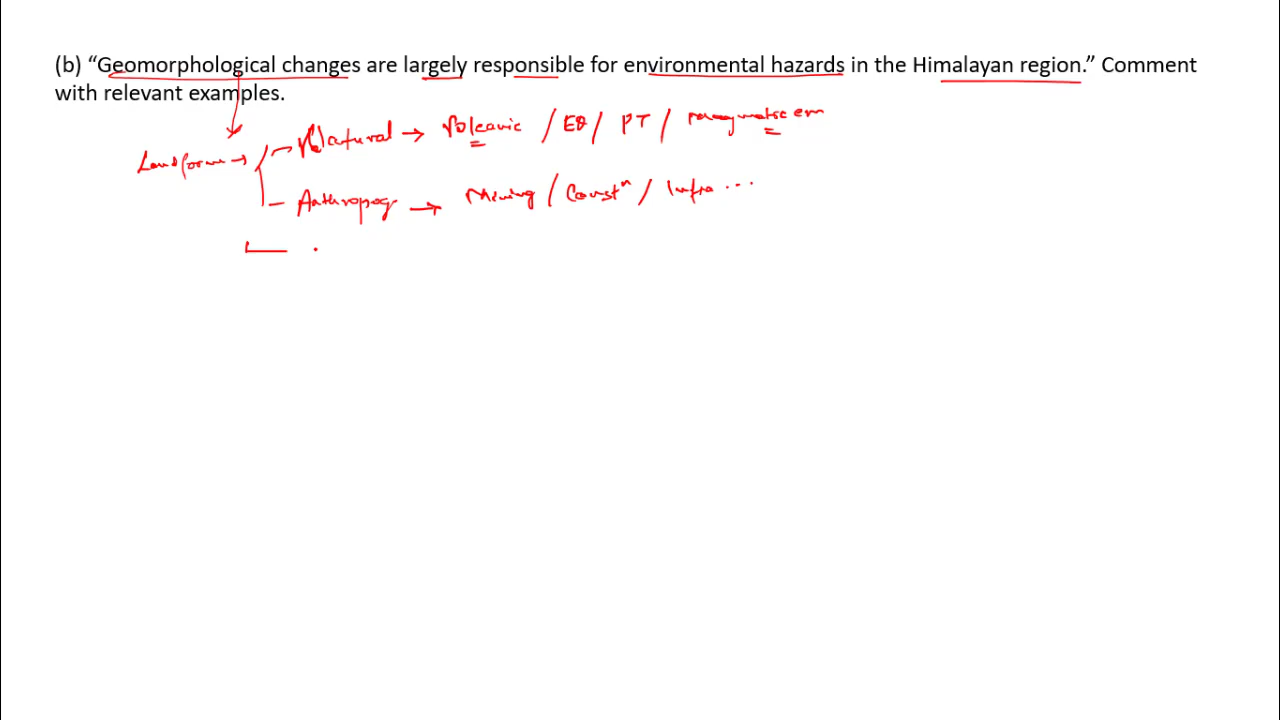 (b) “Geomorphological changes are largely responsible for environmental hazards in the Himalayan region.” Comment
with relevant examples.
Natural → Volcanic / EQ / PT /
Landform →
Anthropog → Mining / Constⁿ / Infra ...